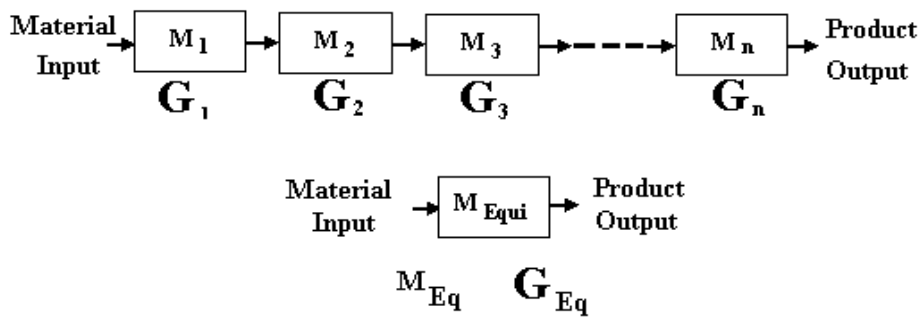 Material Input
M1
M2
M3
Mn
Product Output
G1
G2
G3
Gn
Material Input
MEqui
Product Output
MEq
GEq